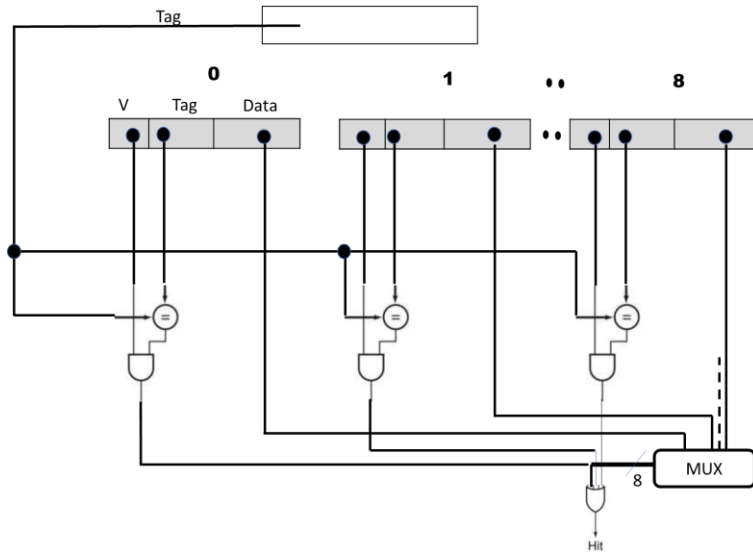 Tag
0 1 8
V Tag Data
=
=
=
MUX
8
Hit